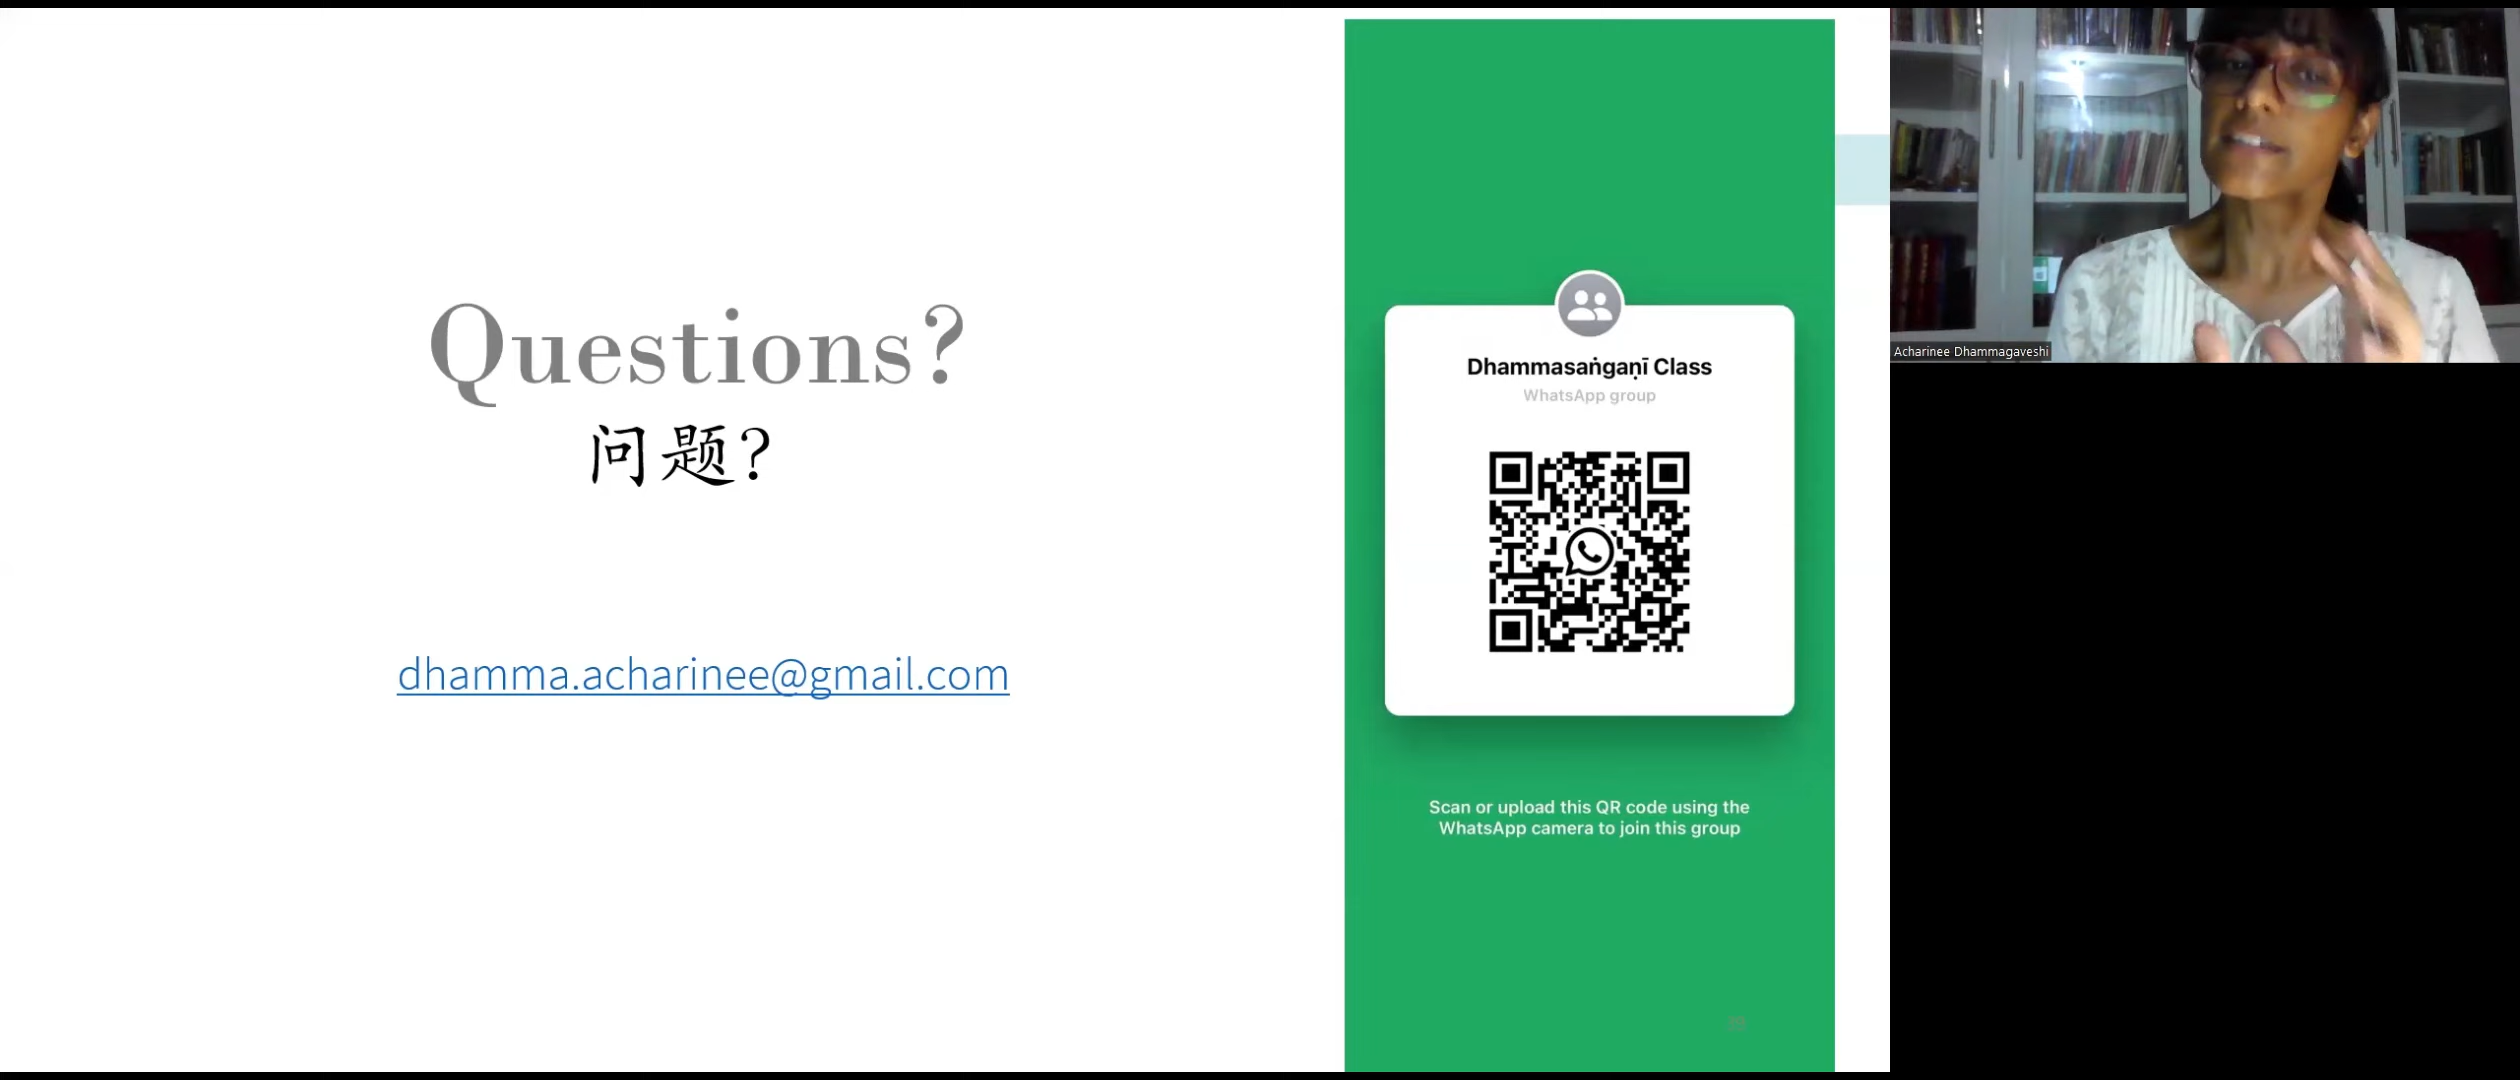 Questions?
问题?
dhamma.acharinee@gmail.com
Dhammasaṅgaṇī Class
WhatsApp group
Scan or upload this QR code using the
WhatsApp camera to join this group
Acharinee Dhammagaveshi